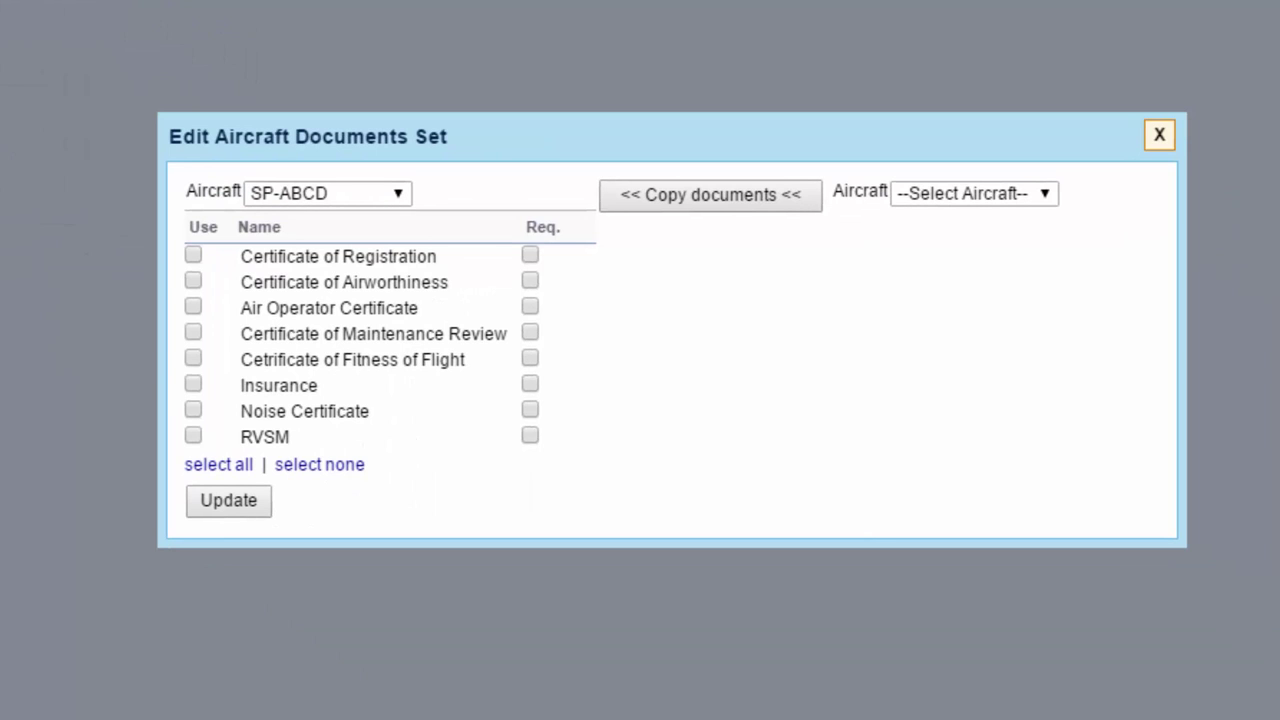 Edit Aircraft Documents Set X
Aircraft SP-ABCD ▼ << Copy documents << Aircraft --Select Aircraft-- ▼
Use Name Req.
Certificate of Registration
Certificate of Airworthiness
Air Operator Certificate
Certificate of Maintenance Review
Cetrificate of Fitness of Flight
Insurance
Noise Certificate
RVSM
select all | select none
Update